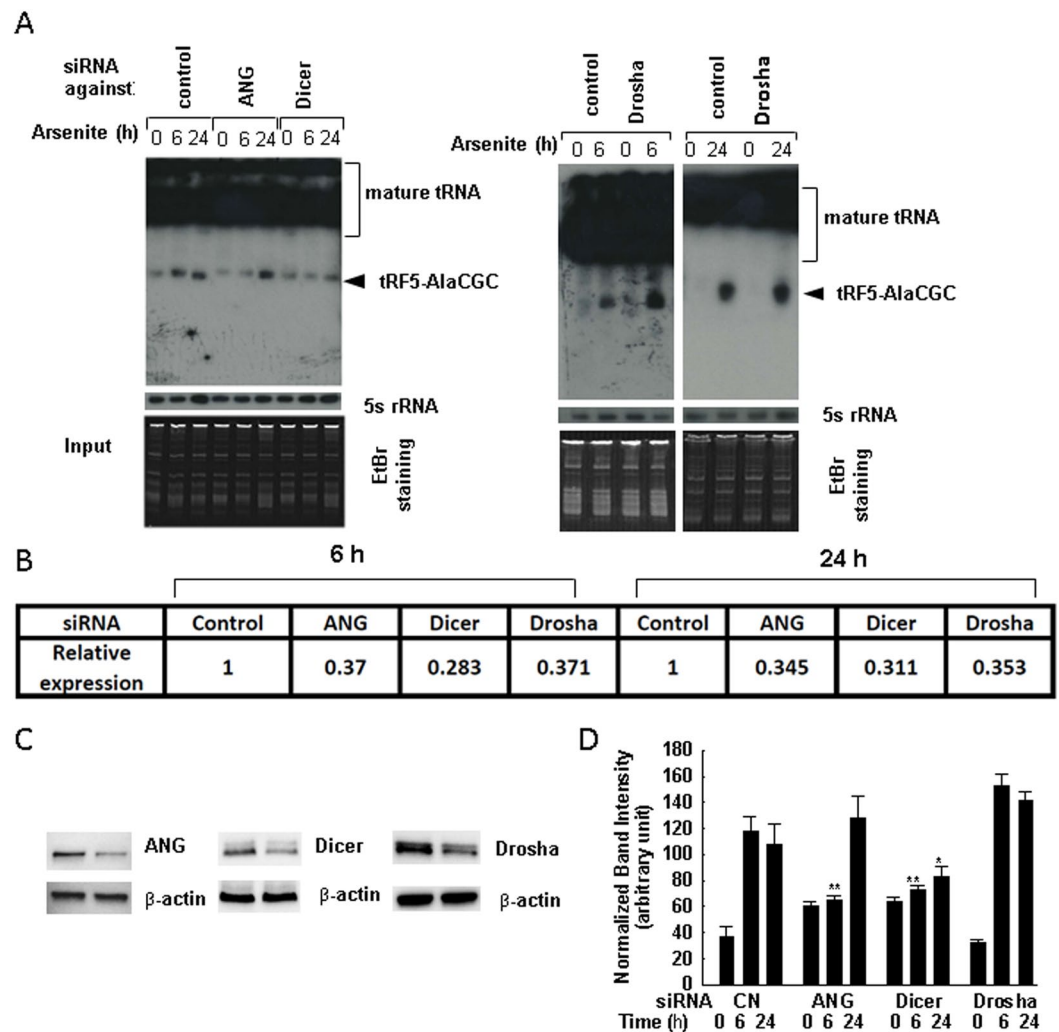 A
siRNA against:
control ANG Dicer
Arsenite (h) 0 6 24 0 6 24 0 6 24
mature tRNA
tRF5-AlaCGC
5s rRNA
Input
EtBr staining
control Drosha control Drosha
Arsenite (h) 0 6 0 6 0 24 0 24
mature tRNA
tRF5-AlaCGC
5s rRNA
EtBr staining
B
6 h 24 h
siRNA Control ANG Dicer Drosha Control ANG Dicer Drosha
Relative expression 1 0.37 0.283 0.371 1 0.345 0.311 0.353
C
ANG Dicer Drosha
β-actin β-actin β-actin
D
Normalized Band Intensity
(arbitrary unit)
180
160
140
120
100
80
60
40
20
0
** ** *
siRNA CN ANG Dicer Drosha
Time (h) 0 6 24 0 6 24 0 6 24 0 6 24